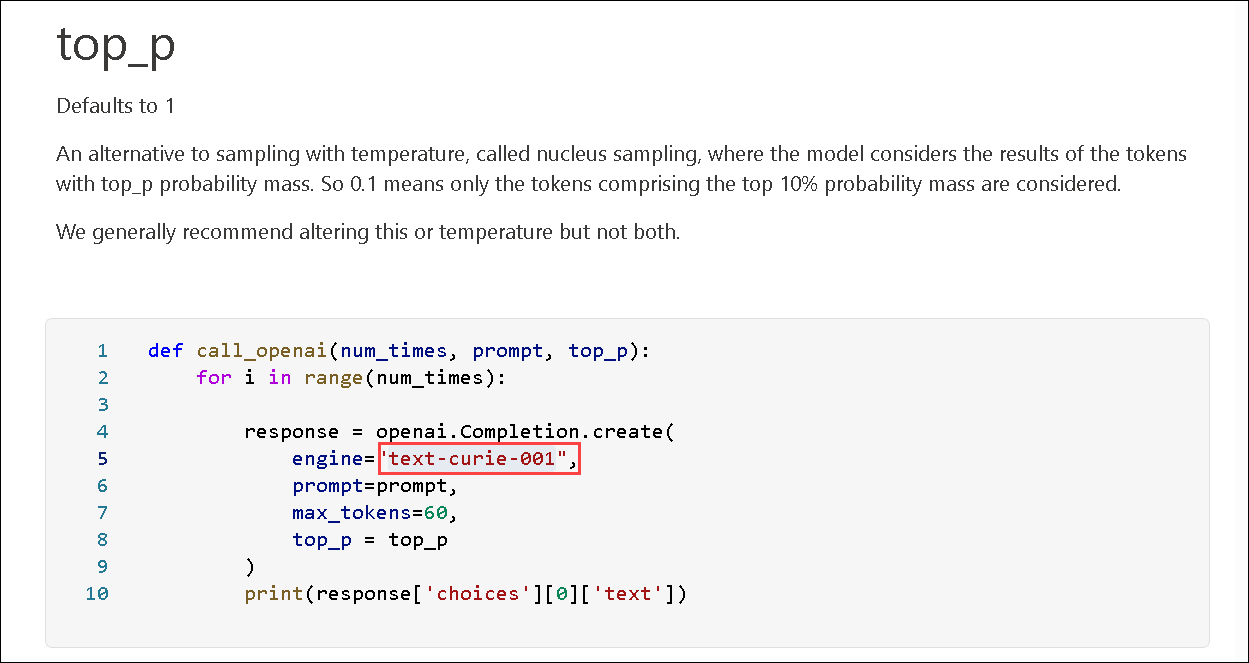 top_p
Defaults to 1
An alternative to sampling with temperature, called nucleus sampling, where the model considers the results of the tokens
with top_p probability mass. So 0.1 means only the tokens comprising the top 10% probability mass are considered.
We generally recommend altering this or temperature but not both.
1 def call_openai(num_times, prompt, top_p):
2     for i in range(num_times):
3
4         response = openai.Completion.create(
5             engine="text-curie-001",
6             prompt=prompt,
7             max_tokens=60,
8             top_p = top_p
9         )
10         print(response['choices'][0]['text'])